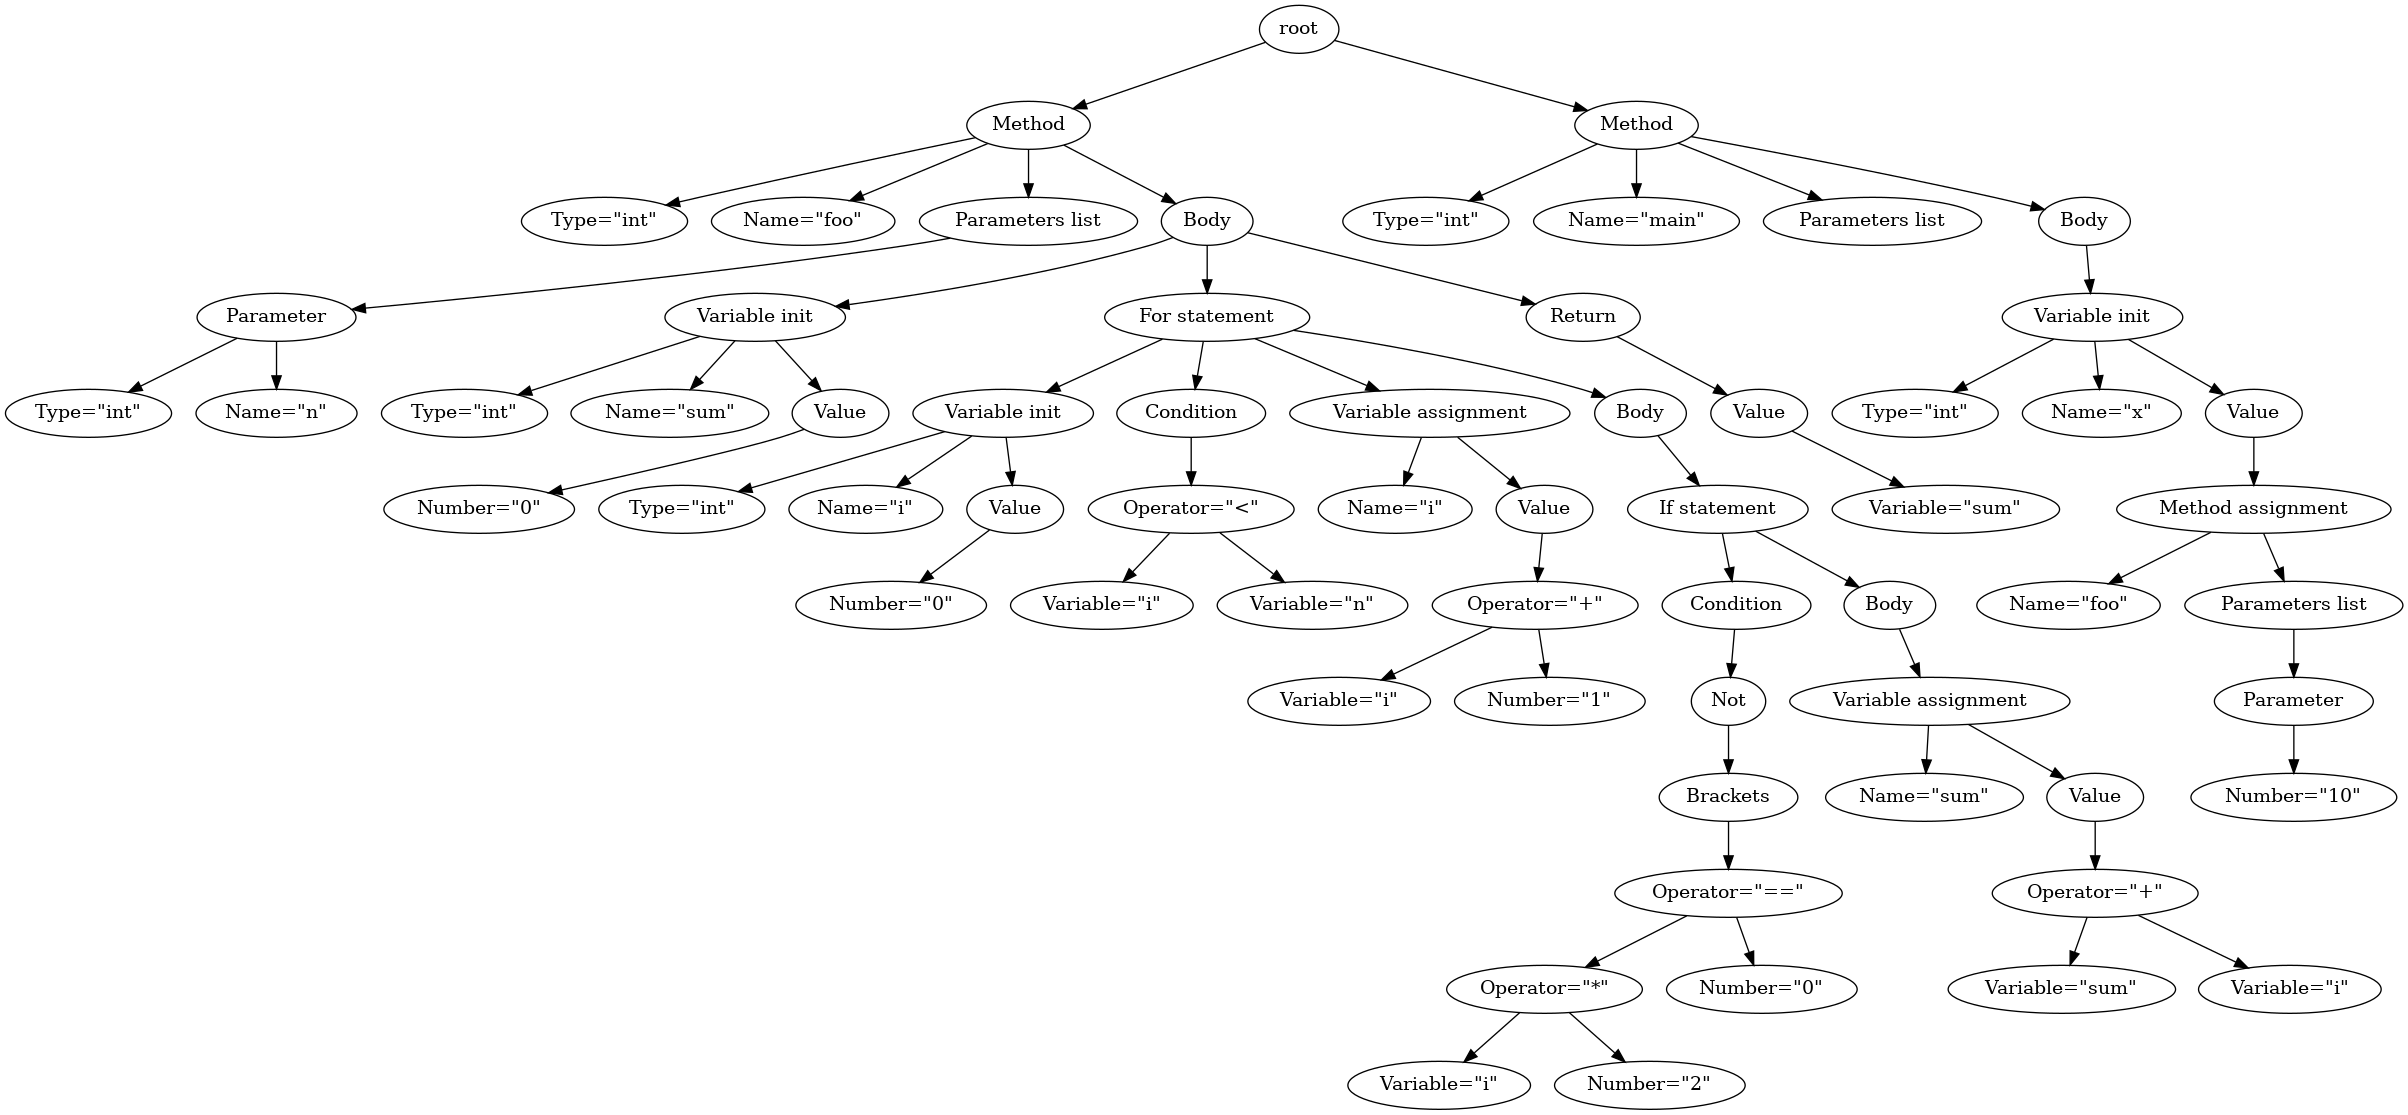 root
Method
Method
Type="int"
Name="foo"
Parameters list
Body
Type="int"
Name="main"
Parameters list
Body
Parameter
Variable init
For statement
Return
Variable init
Type="int"
Name="n"
Type="int"
Name="sum"
Value
Variable init
Condition
Variable assignment
Body
Value
Type="int"
Name="x"
Value
Number="0"
Type="int"
Name="i"
Value
Operator="<"
Name="i"
Value
If statement
Variable="sum"
Method assignment
Number="0"
Variable="i"
Variable="n"
Operator="+"
Condition
Body
Name="foo"
Parameters list
Variable="i"
Number="1"
Not
Variable assignment
Parameter
Brackets
Name="sum"
Value
Number="10"
Operator="=="
Operator="+"
Operator="*"
Number="0"
Variable="sum"
Variable="i"
Variable="i"
Number="2"